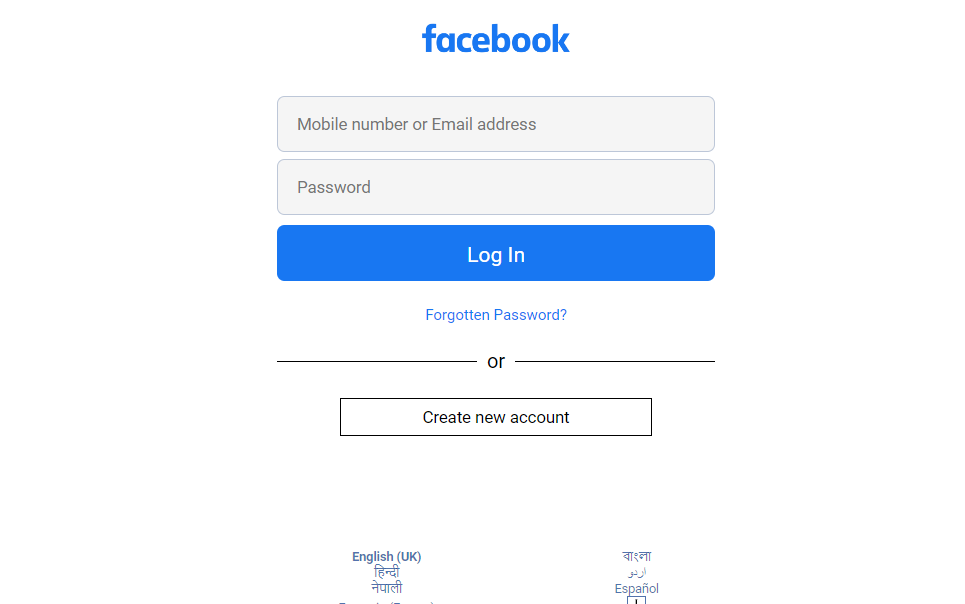 facebook
Mobile number or Email address
Password
Log In
Forgotten Password?
or
Create new account
English (UK)
हिन्दी
नेपाली
বাংলা
اردو
Español